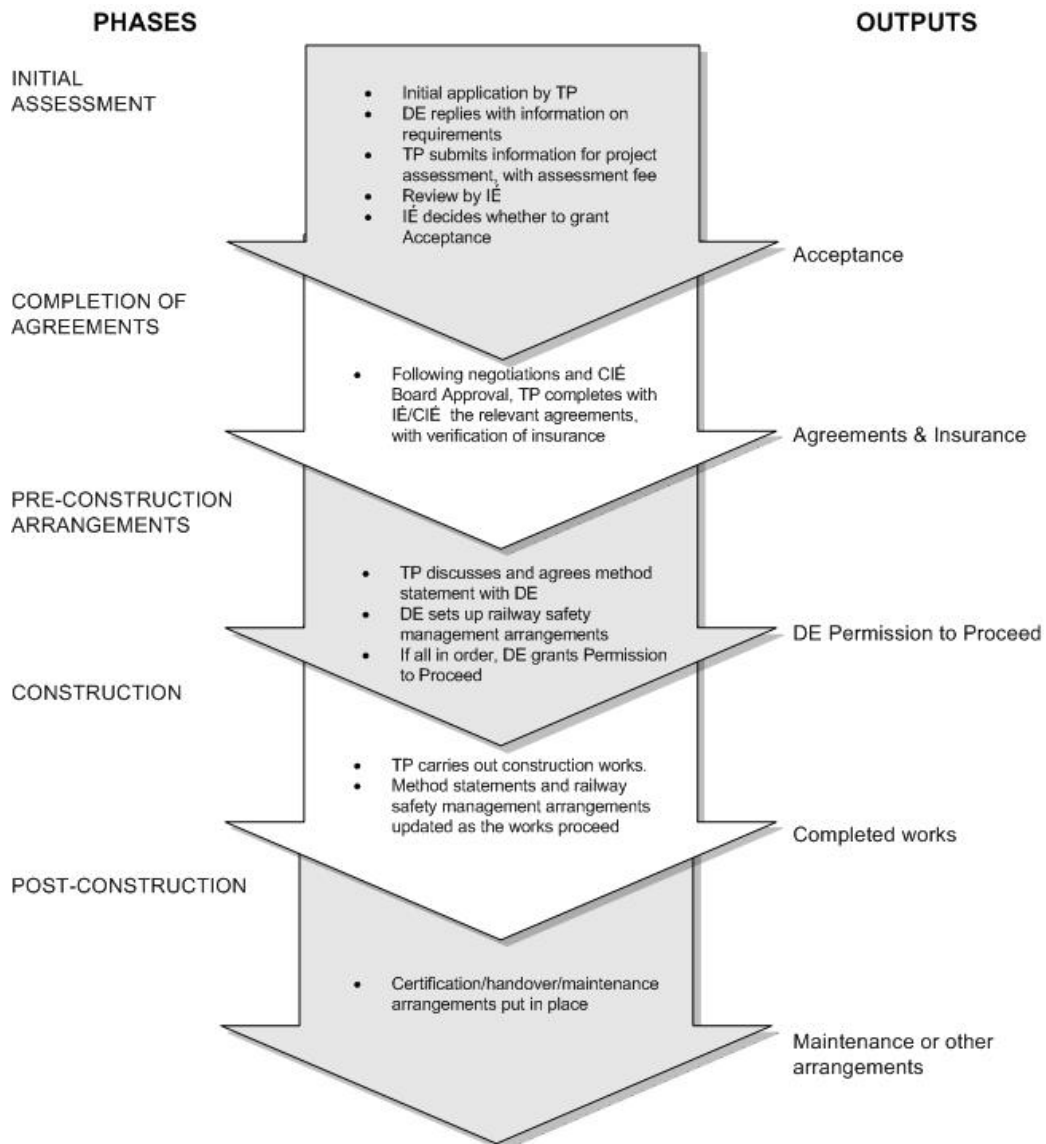 PHASES
OUTPUTS
INITIAL
ASSESSMENT
• Initial application by TP
• DE replies with information on
requirements
• TP submits information for project
assessment, with assessment fee
• Review by IÉ
• IÉ decides whether to grant
Acceptance
Acceptance
COMPLETION OF
AGREEMENTS
• Following negotiations and CIÉ
Board Approval, TP completes with
IÉ/CIÉ the relevant agreements,
with verification of insurance
Agreements & Insurance
PRE-CONSTRUCTION
ARRANGEMENTS
• TP discusses and agrees method
statement with DE
• DE sets up railway safety
management arrangements
• If all in order, DE grants Permission
to Proceed
DE Permission to Proceed
CONSTRUCTION
• TP carries out construction works.
• Method statements and railway
safety management arrangements
updated as the works proceed
Completed works
POST-CONSTRUCTION
• Certification/handover/maintenance
arrangements put in place
Maintenance or other
arrangements